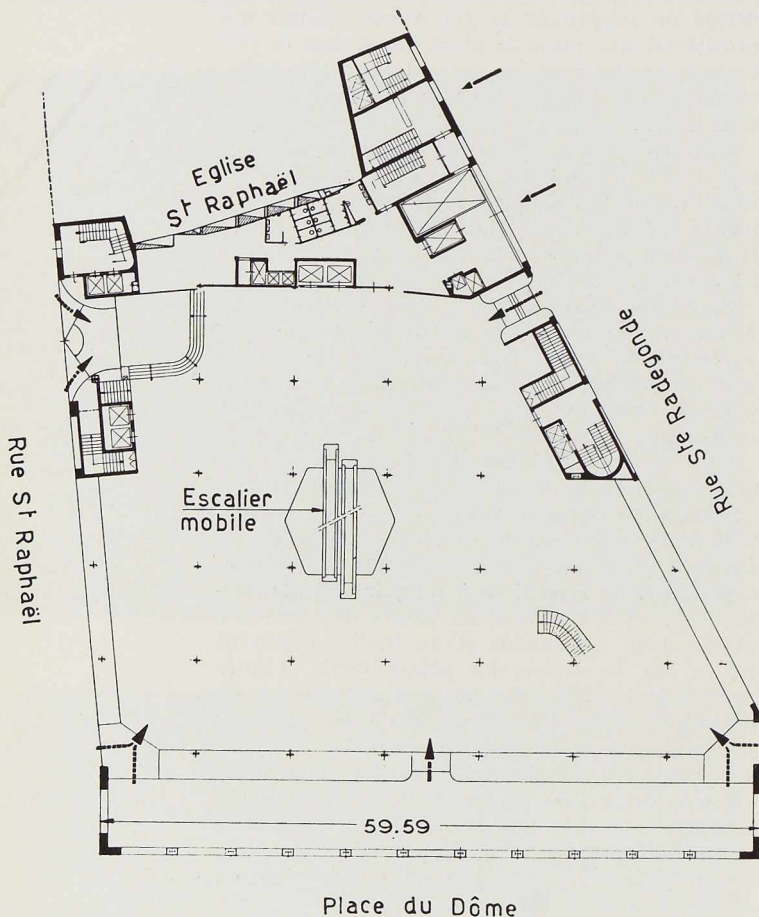 Eglise
Sᵗ Raphaël
Rue Sᵗᵉ Radegonde
Rue Sᵗ Raphaël
Escalier
mobile
59.59
Place du Dôme